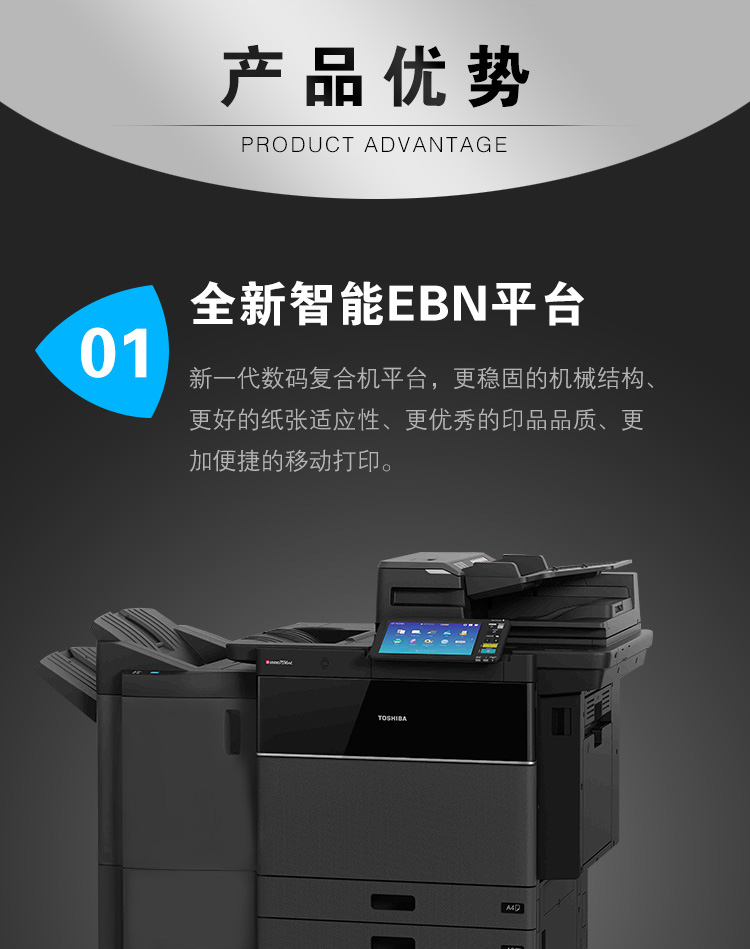 产品优势
PRODUCT ADVANTAGE
01
全新智能EBN平台
新一代数码复合机平台，更稳固的机械结构、
更好的纸张适应性、更优秀的印品品质、更
加便捷的移动打印。
TOSHIBA
A4